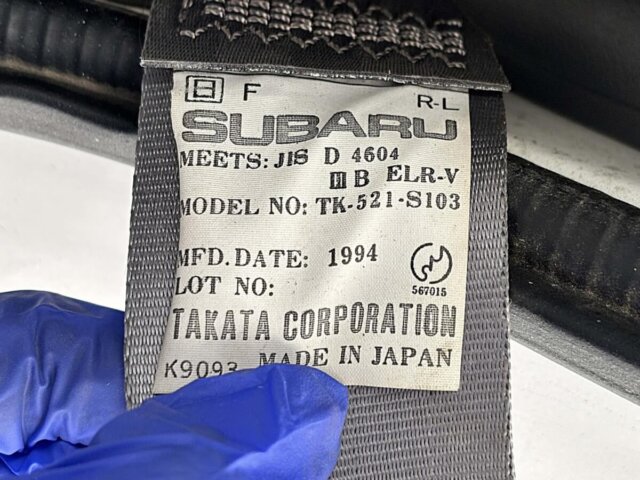 日 F R-L
SUBARU
MEETS: JIS D 4604
ⅢB ELR-V
MODEL NO: TK-521-S103
MFD. DATE: 1994
LOT NO:
567015
TAKATA CORPORATION
K9093 MADE IN JAPAN